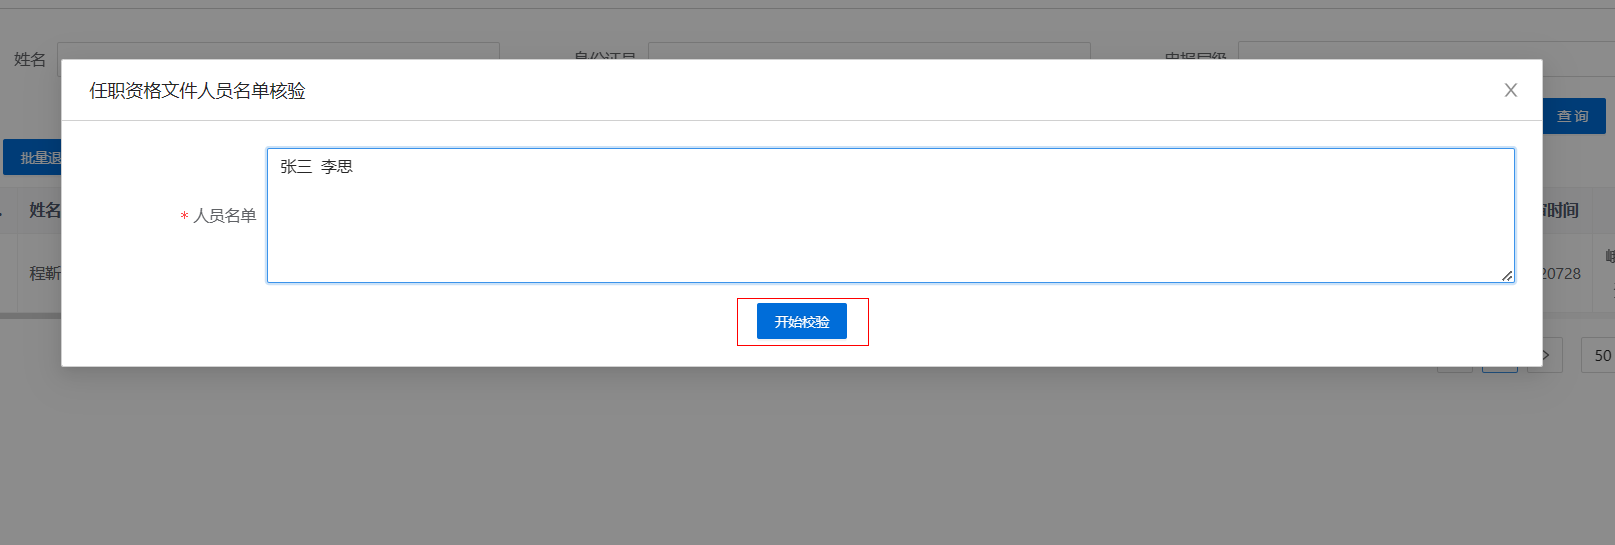 姓名
任职资格文件人员名单核验
查 询
批量退
张三 李思
* 人员名单
姓名
时间
程靳
20728
开始校验
50